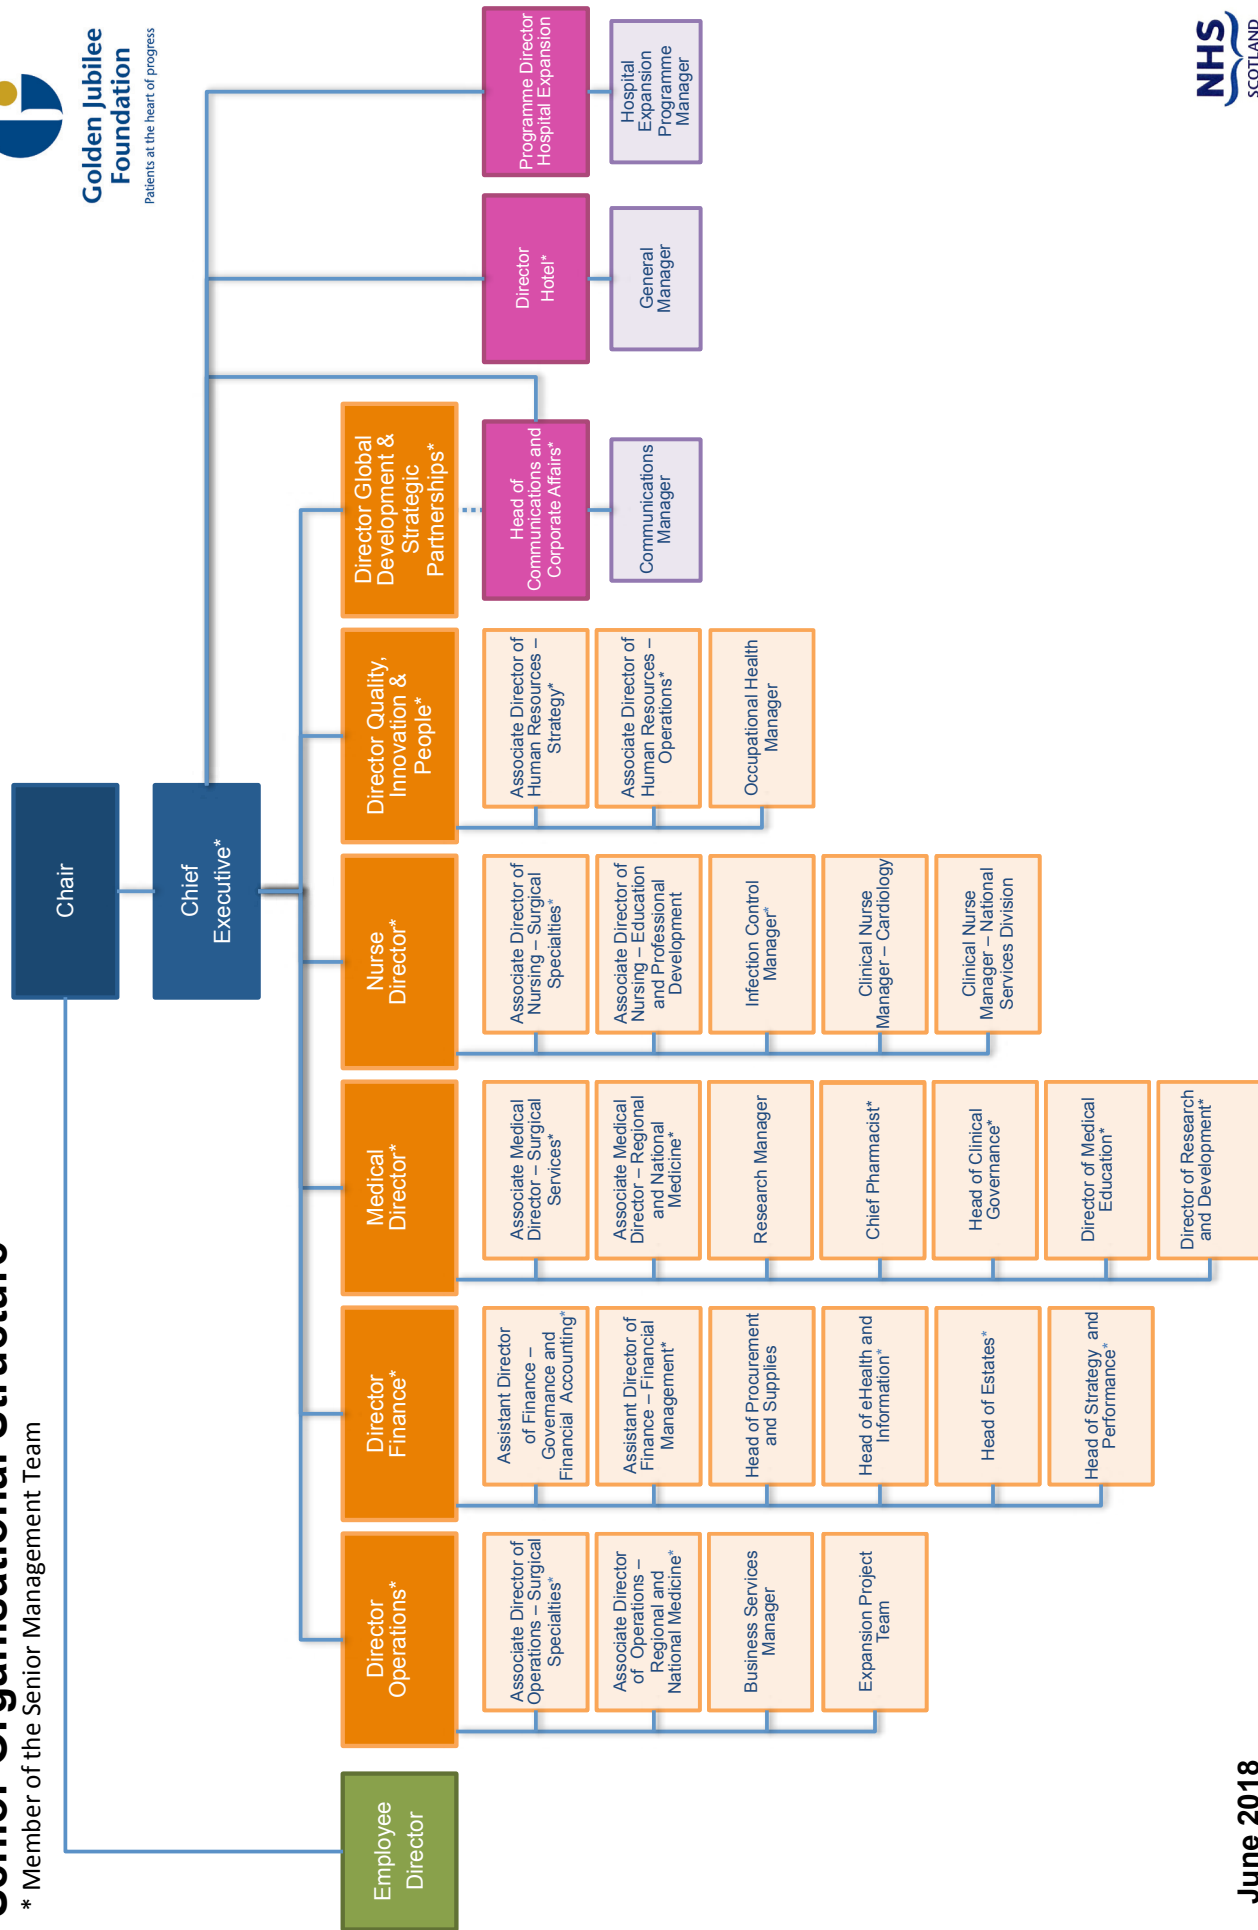 Senior Organisational Structure
* Member of the Senior Management Team
Golden Jubilee
Foundation
Patients at the heart of progress
Chair
Chief
Executive*
Employee
Director
Director
Operations*
Director
Finance*
Medical
Director*
Nurse
Director*
Director Quality,
Innovation &
People*
Director Global
Development &
Strategic
Partnerships*
Head of
Communications and
Corporate Affairs*
Director
Hotel*
Programme Director
Hospital Expansion
Communications
Manager
General
Manager
Hospital
Expansion
Programme
Manager
Associate Director of
Operations – Surgical
Specialties*
Associate Director
of Operations –
Regional and
National Medicine*
Business Services
Manager
Expansion Project
Team
Assistant Director
of Finance –
Governance and
Financial Accounting*
Assistant Director of
Finance – Financial
Management*
Head of Procurement
and Supplies
Head of eHealth and
Information*
Head of Estates*
Head of Strategy and
Performance*
Associate Medical
Director – Surgical
Services*
Associate Medical
Director – Regional
and National
Medicine*
Research Manager
Chief Pharmacist*
Head of Clinical
Governance*
Director of Medical
Education*
Director of Research
and Development*
Associate Director of
Nursing – Surgical
Specialties*
Associate Director of
Nursing – Education
and Professional
Development
Infection Control
Manager*
Clinical Nurse
Manager – Cardiology
Clinical Nurse
Manager – National
Services Division
Associate Director of
Human Resources –
Strategy*
Associate Director of
Human Resources –
Operations*
Occupational Health
Manager
June 2018
NHS
SCOTLAND